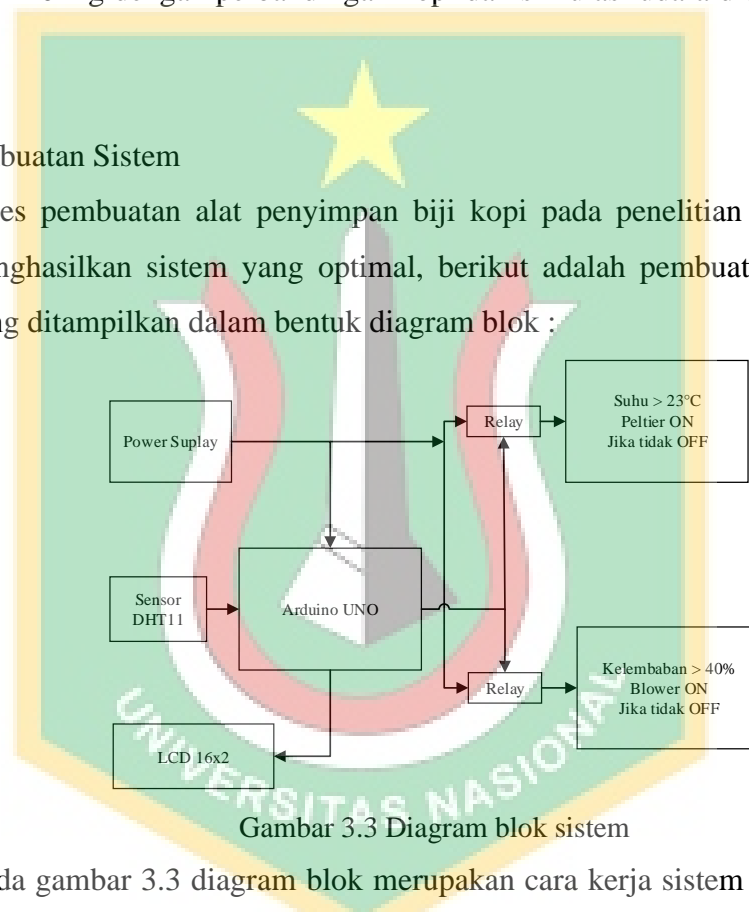 buatan Sistem
es pembuatan alat penyimpan biji kopi pada penelitian
nghasilkan sistem yang optimal, berikut adalah pembuat
ng ditampilkan dalam bentuk diagram blok :
Power Suplay
Relay
Suhu > 23°C
Peltier ON
Jika tidak OFF
Sensor
DHT11
Arduino UNO
Relay
Kelembaban > 40%
Blower ON
Jika tidak OFF
LCD 16x2
UNIVERSITAS NASIONAL
Gambar 3.3 Diagram blok sistem
da gambar 3.3 diagram blok merupakan cara kerja sistem